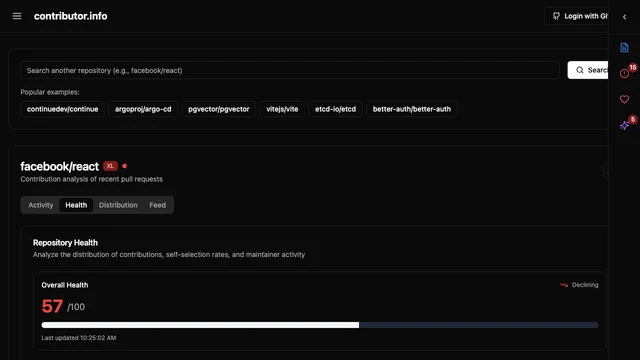 contributor.info
Login with Gi
Search another repository (e.g., facebook/react)
Search
Popular examples:
continuedev/continue argoproj/argo-cd pgvector/pgvector vitejs/vite etcd-io/etcd better-auth/better-auth
15
5
facebook/react XL
Contribution analysis of recent pull requests
Activity Health Distribution Feed
Repository Health
Analyze the distribution of contributions, self-selection rates, and maintainer activity
Overall Health Declining
57 /100
Last updated 10:25:02 AM